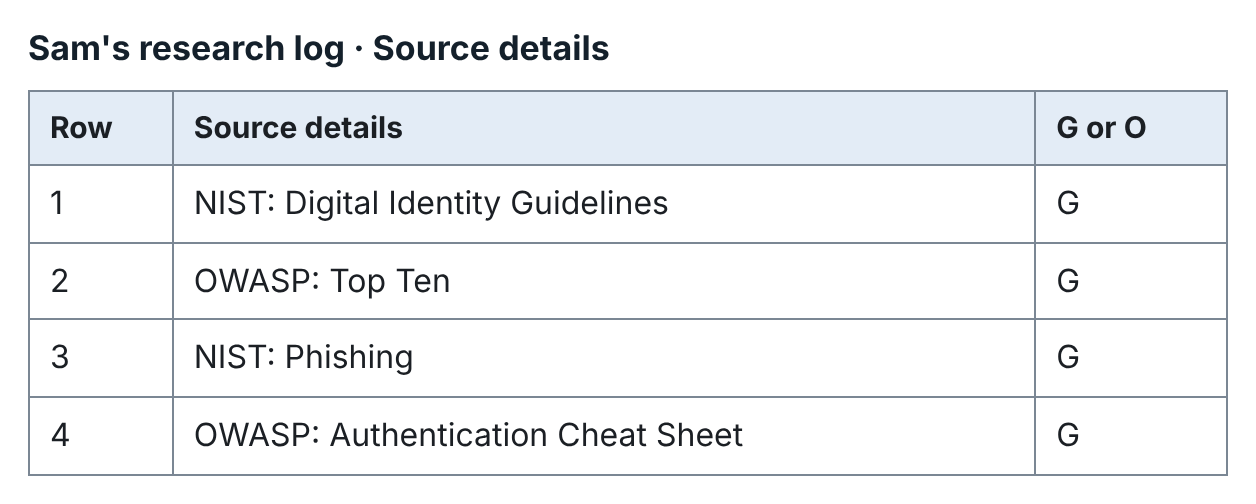 Sam's research log · Source details
Row Source details G or O
1 NIST: Digital Identity Guidelines G
2 OWASP: Top Ten G
3 NIST: Phishing G
4 OWASP: Authentication Cheat Sheet G